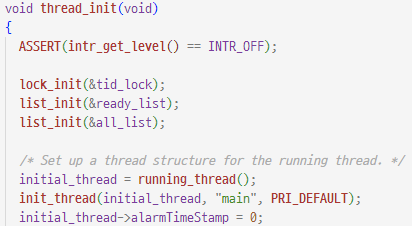 void thread_init(void)
{
  ASSERT(intr_get_level() == INTR_OFF);

  lock_init(&tid_lock);
  list_init(&ready_list);
  list_init(&all_list);

  /* Set up a thread structure for the running thread. */
  initial_thread = running_thread();
  init_thread(initial_thread, "main", PRI_DEFAULT);
  initial_thread->alarmTimeStamp = 0;